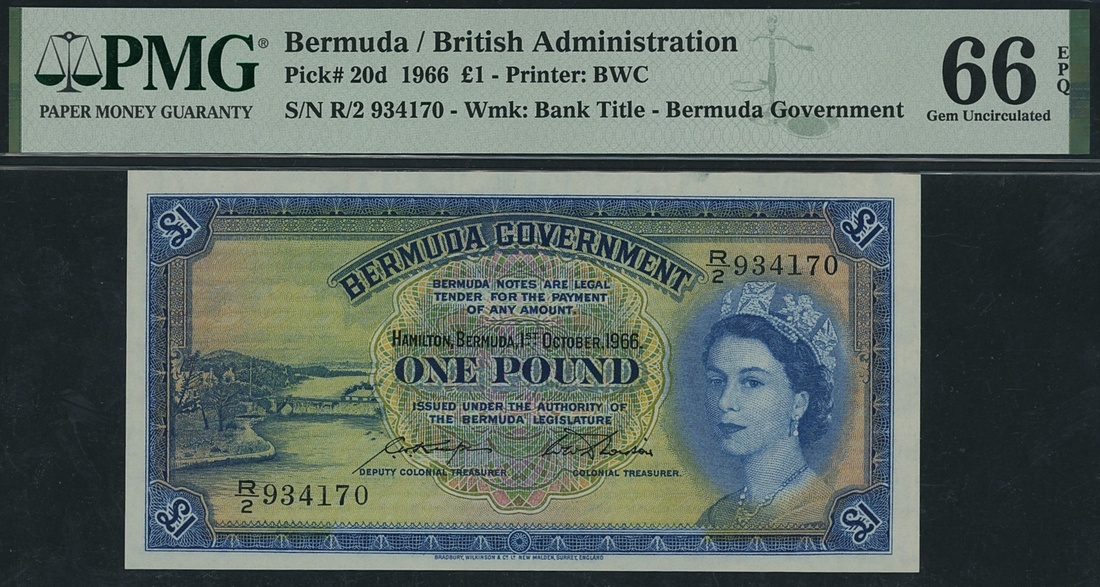 PMG®
PAPER MONEY GUARANTY
Bermuda / British Administration
Pick# 20d 1966 £1 - Printer: BWC
S/N R/2 934170 - Wmk: Bank Title - Bermuda Government
66
EPQ
Gem Uncirculated
£1
£1
BERMUDA GOVERNMENT
R/2 934170
BERMUDA NOTES ARE LEGAL
TENDER FOR THE PAYMENT
OF ANY AMOUNT.
HAMILTON, BERMUDA, 1ST OCTOBER, 1966.
ONE POUND
ISSUED UNDER THE AUTHORITY OF
THE BERMUDA LEGISLATURE
DEPUTY COLONIAL TREASURER
COLONIAL TREASURER.
R/2 934170
£1
£1
BRADBURY, WILKINSON & Co. LD. NEW MALDEN, SURREY, ENGLAND